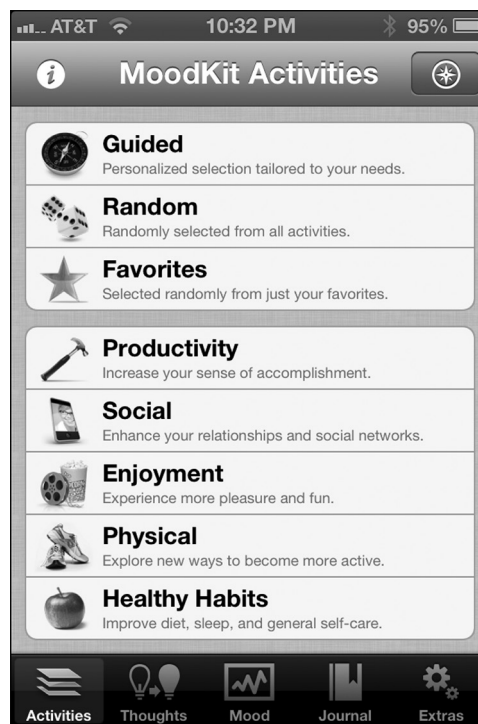 AT&T 10:32 PM 95%
i MoodKit Activities
Guided
Personalized selection tailored to your needs.
Random
Randomly selected from all activities.
Favorites
Selected randomly from just your favorites.
Productivity
Increase your sense of accomplishment.
Social
Enhance your relationships and social networks.
Enjoyment
Experience more pleasure and fun.
Physical
Explore new ways to become more active.
Healthy Habits
Improve diet, sleep, and general self-care.
Activities Thoughts Mood Journal Extras